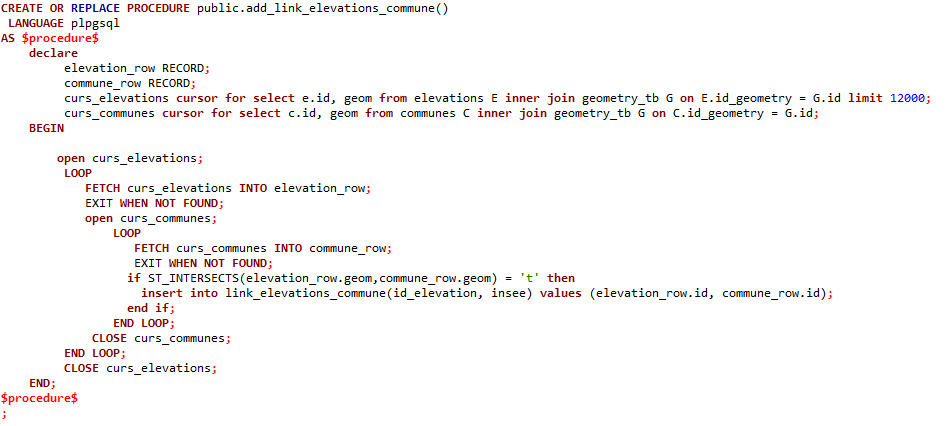 CREATE OR REPLACE PROCEDURE public.add_link_elevations_commune()
LANGUAGE plpgsql
AS $procedure$
declare
elevation_row RECORD;
commune_row RECORD;
curs_elevations cursor for select e.id, geom from elevations E inner join geometry_tb G on E.id_geometry = G.id limit 12000;
curs_communes cursor for select c.id, geom from communes C inner join geometry_tb G on C.id_geometry = G.id;
BEGIN
open curs_elevations;
LOOP
FETCH curs_elevations INTO elevation_row;
EXIT WHEN NOT FOUND;
open curs_communes;
LOOP
FETCH curs_communes INTO commune_row;
EXIT WHEN NOT FOUND;
if ST_INTERSECTS(elevation_row.geom,commune_row.geom) = 't' then
insert into link_elevations_commune(id_elevation, insee) values (elevation_row.id, commune_row.id);
end if;
END LOOP;
CLOSE curs_communes;
END LOOP;
CLOSE curs_elevations;
END;
$procedure$
;